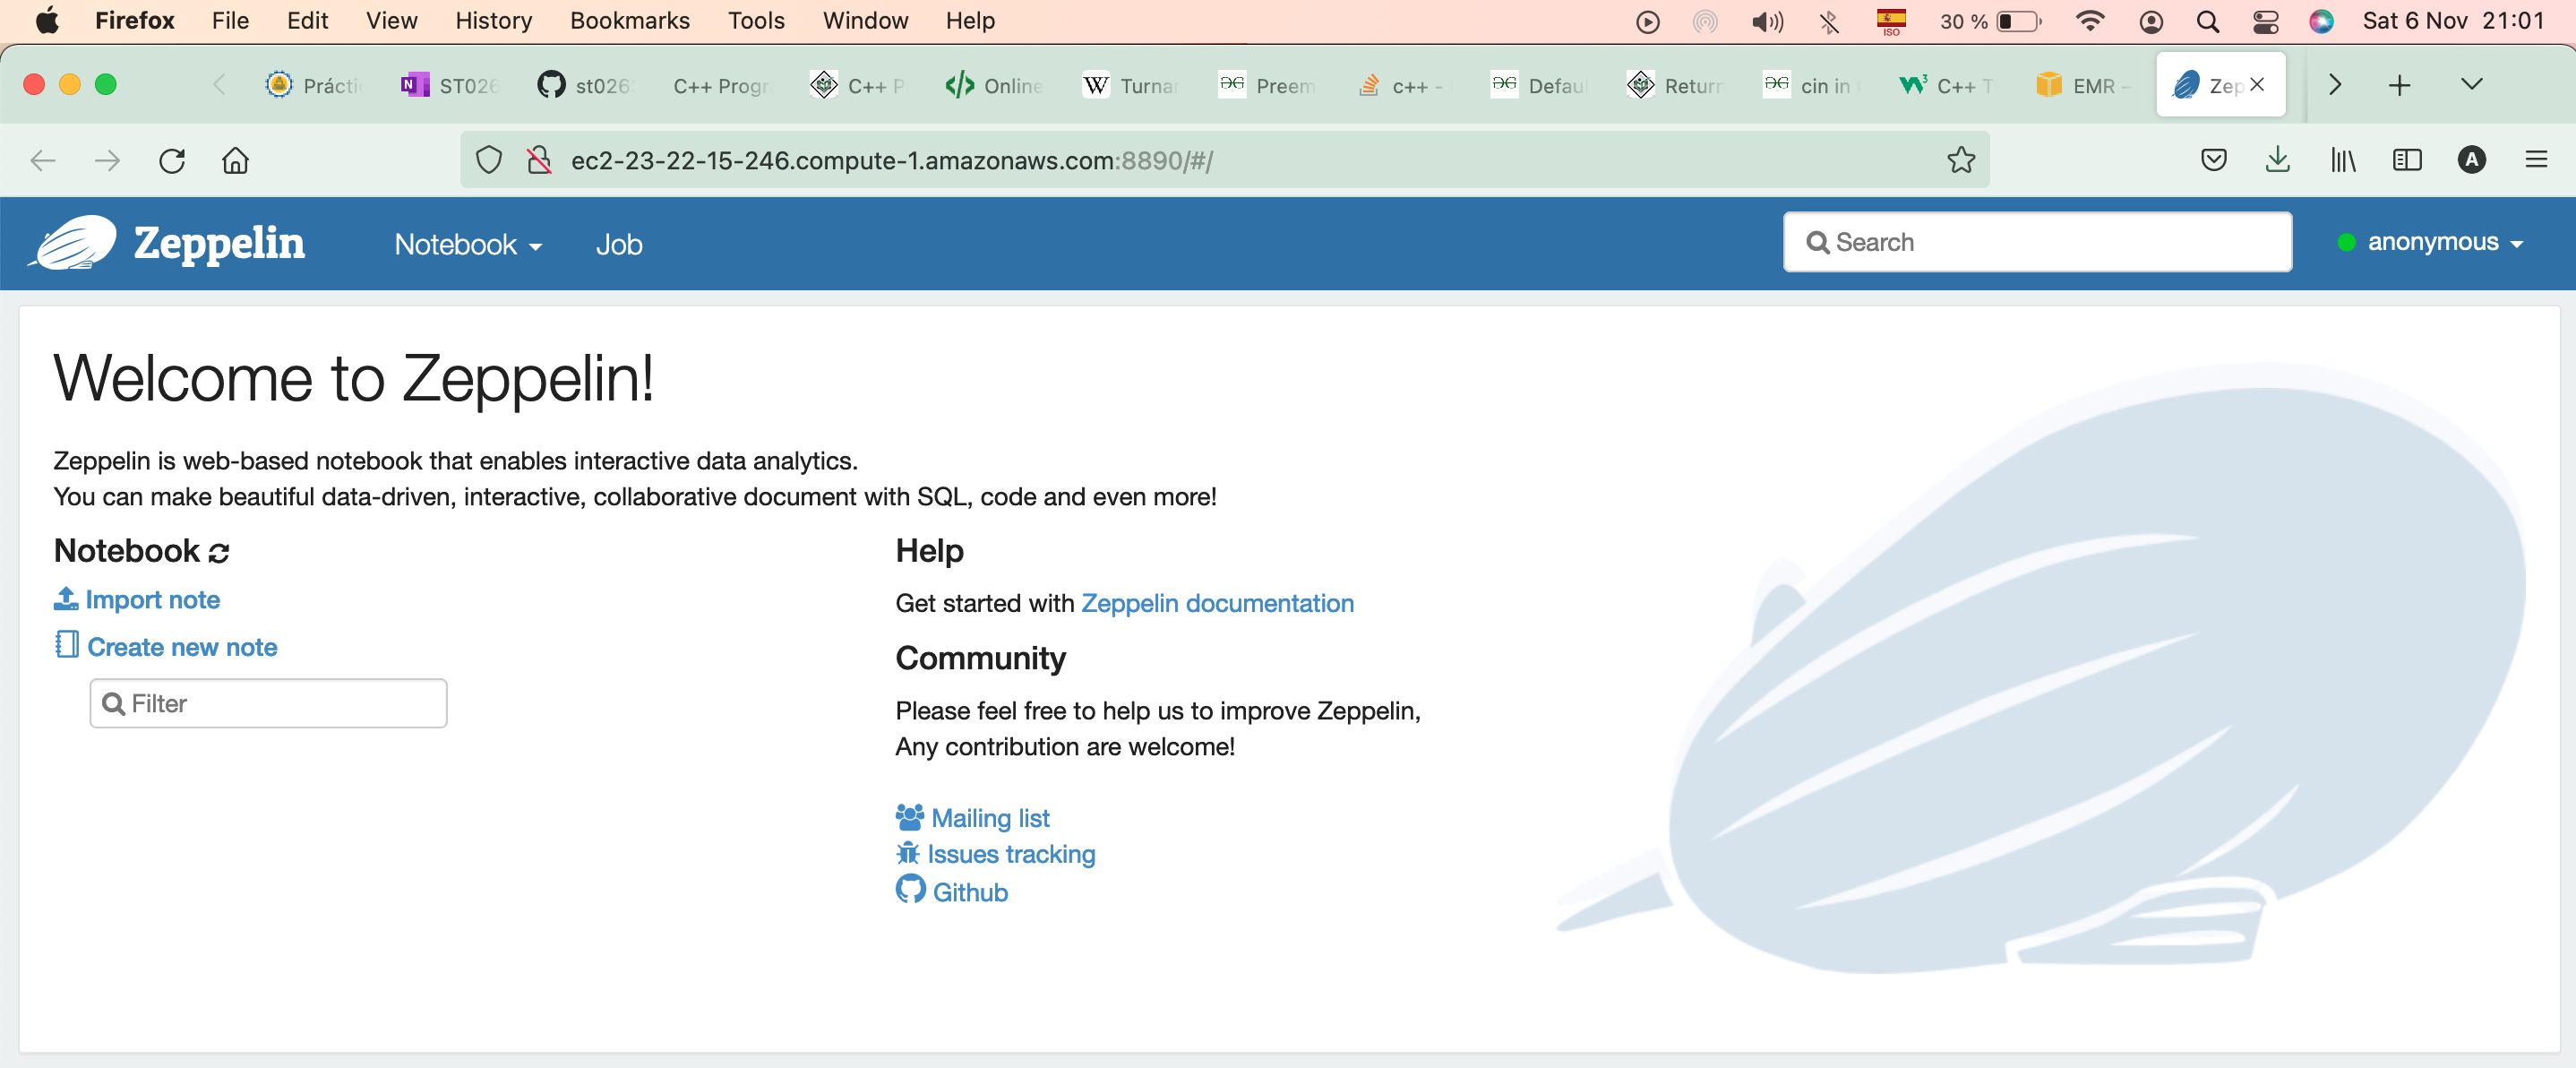 Firefox File Edit View History Bookmarks Tools Window Help ISO 30 % Sat 6 Nov 21:01
Práctic N ST026 st026 C++ Progr C++ P Online W Turnar Preem c++ - Defau Return cin in W3 C++ T EMR – Zep
ec2-23-22-15-246.compute-1.amazonaws.com:8890/#/ A
Zeppelin Notebook Job Search anonymous
Welcome to Zeppelin!
Zeppelin is web-based notebook that enables interactive data analytics.
You can make beautiful data-driven, interactive, collaborative document with SQL, code and even more!
Notebook
Import note
Create new note
Filter
Help
Get started with Zeppelin documentation
Community
Please feel free to help us to improve Zeppelin,
Any contribution are welcome!
Mailing list
Issues tracking
Github